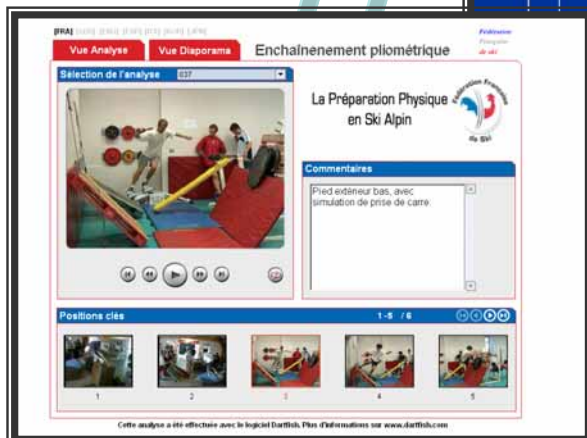 [FRA]
Vue Analyse Vue Diaporama Enchaînenement pliométrique
Fédération
Française
de ski
Sélection de l'analyse 037
La Préparation Physique
en Ski Alpin
Fédération Française
de Ski
Commentaires
Pied extérieur bas, avec
simulation de prise de carre.
Positions clés 1 -5 / 6
1 2 3 4 5
Cette analyse a été effectuée avec le logiciel Dartfish. Plus d'informations sur www.dartfish.com